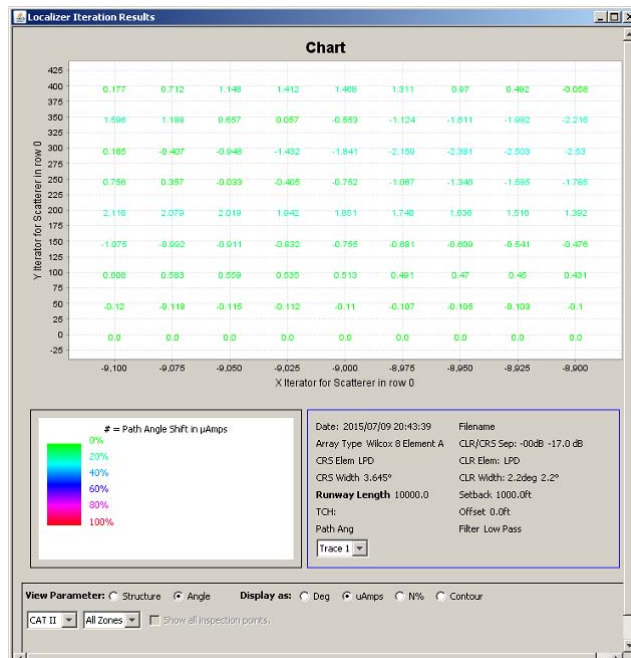 Localizer Iteration Results
Chart
Y Iterator for Scatterer in row 0
425
400 0.177 0.712 1.148 1.412 1.468 1.311 0.97 0.492 -0.058
375
350 1.596 1.188 0.657 0.057 -0.553 -1.124 -1.611 -1.982 -2.216
325
300 0.165 -0.407 -0.948 -1.432 -1.841 -2.159 -2.381 -2.503 -2.53
275
250 0.756 0.357 -0.033 -0.405 -0.752 -1.067 -1.346 -1.585 -1.785
225
200 2.118 2.079 2.019 1.942 1.851 1.748 1.636 1.516 1.392
175
150 -1.075 -0.992 -0.911 -0.832 -0.755 -0.681 -0.609 -0.541 -0.476
125
100 0.606 0.583 0.559 0.535 0.513 0.491 0.47 0.45 0.431
75
50 -0.12 -0.118 -0.115 -0.112 -0.11 -0.107 -0.105 -0.103 -0.1
25
0 0.0 0.0 0.0 0.0 0.0 0.0 0.0 0.0 0.0
-25
-9,100 -9,075 -9,050 -9,025 -9,000 -8,975 -8,950 -8,925 -8,900
X Iterator for Scatterer in row 0
# = Path Angle Shift in µAmps
0%
20%
40%
60%
80%
100%
Date: 2015/07/09 20:43:39 Filename
Array Type Wilcox 8 Element A CLR/CRS Sep: -00dB -17.0 dB
CRS Elem LPD CLR Elem: LPD
CRS Width 3.645° CLR Width: 2.2deg 2.2°
Runway Length 10000.0 Setback 1000.0ft
TCH: Offset 0.0ft
Path Ang Filter Low Pass
Trace 1
View Parameter: Structure Angle Display as: Deg uAmps N% Contour
CAT II All Zones Show all inspection points.